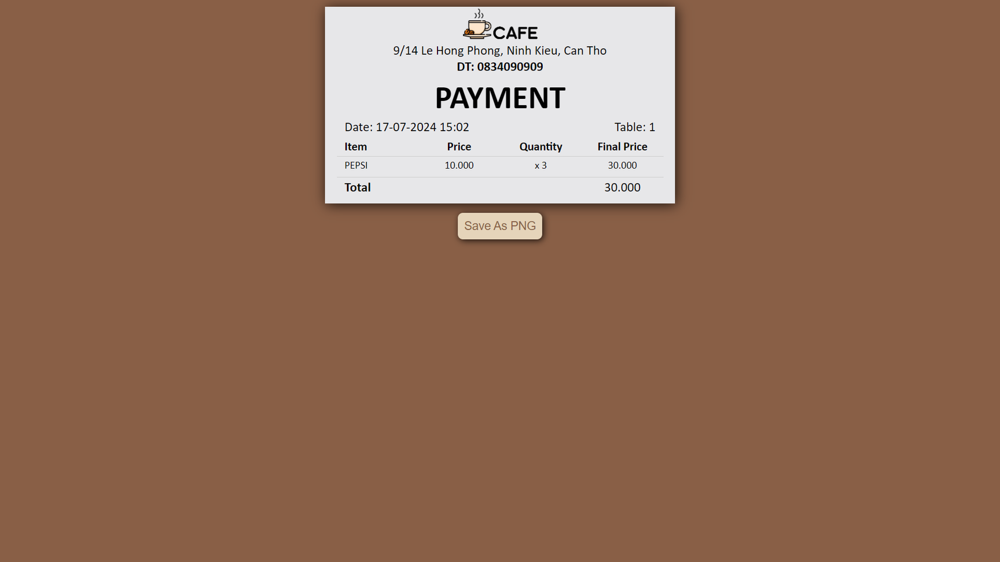 CAFE
9/14 Le Hong Phong, Ninh Kieu, Can Tho
DT: 0834090909
PAYMENT
Date: 17-07-2024 15:02 Table: 1
Item Price Quantity Final Price
PEPSI 10.000 x 3 30.000
Total 30.000
Save As PNG